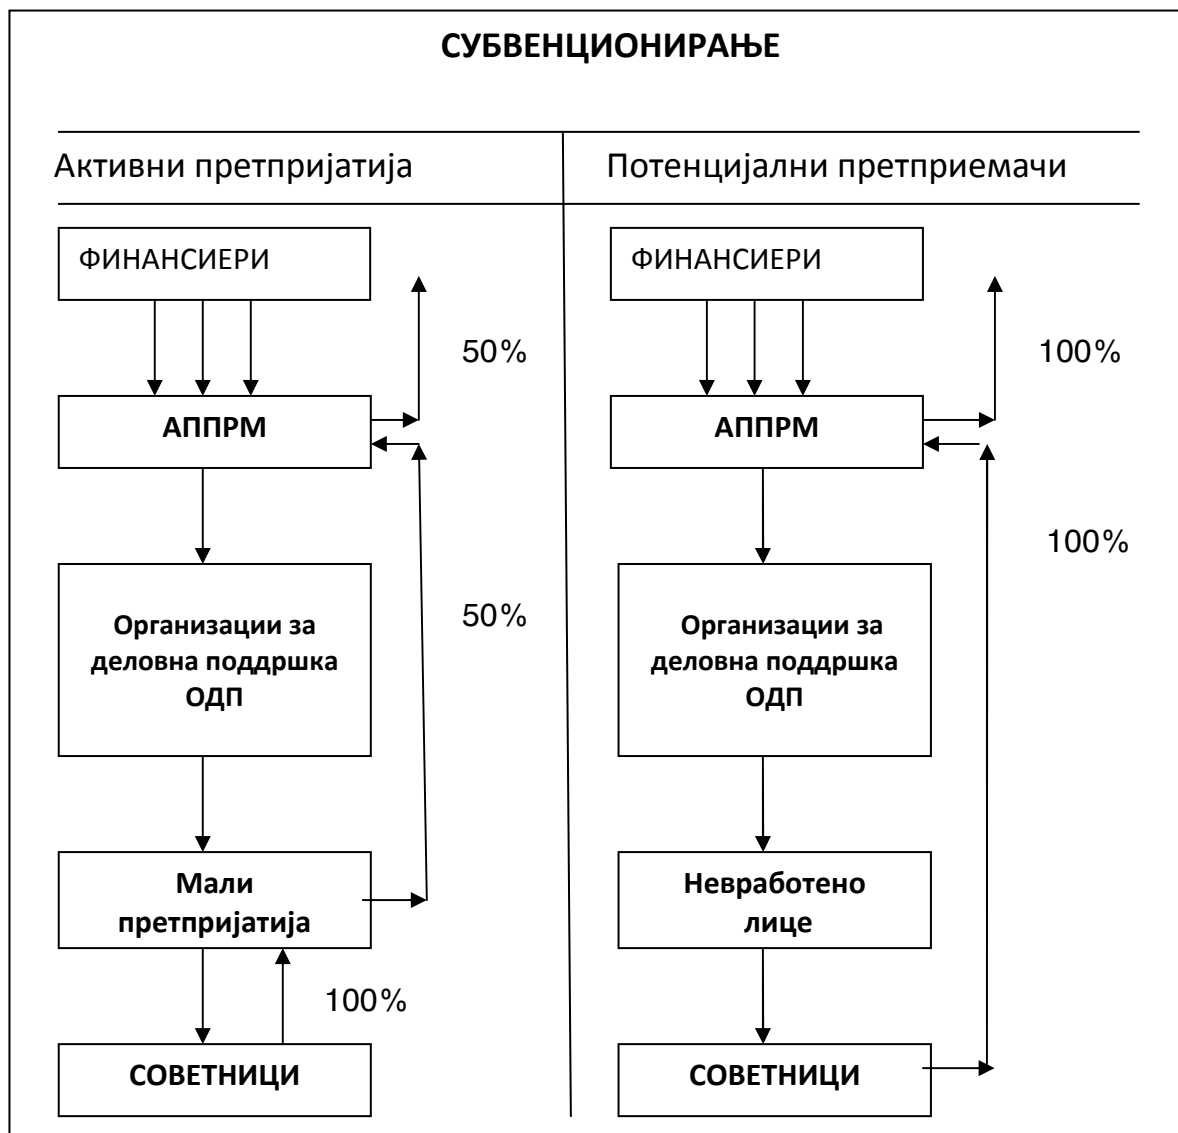 СУБВЕНЦИОНИРАЊЕ
Активни претпријатија
ФИНАНСИЕРИ
50%
АППРМ
Организации за
деловна поддршка
ОДП
50%
Мали
претпријатија
100%
СОВЕТНИЦИ
Потенцијални претприемачи
ФИНАНСИЕРИ
100%
АППРМ
100%
Организации за
деловна поддршка
ОДП
Невработено
лице
СОВЕТНИЦИ